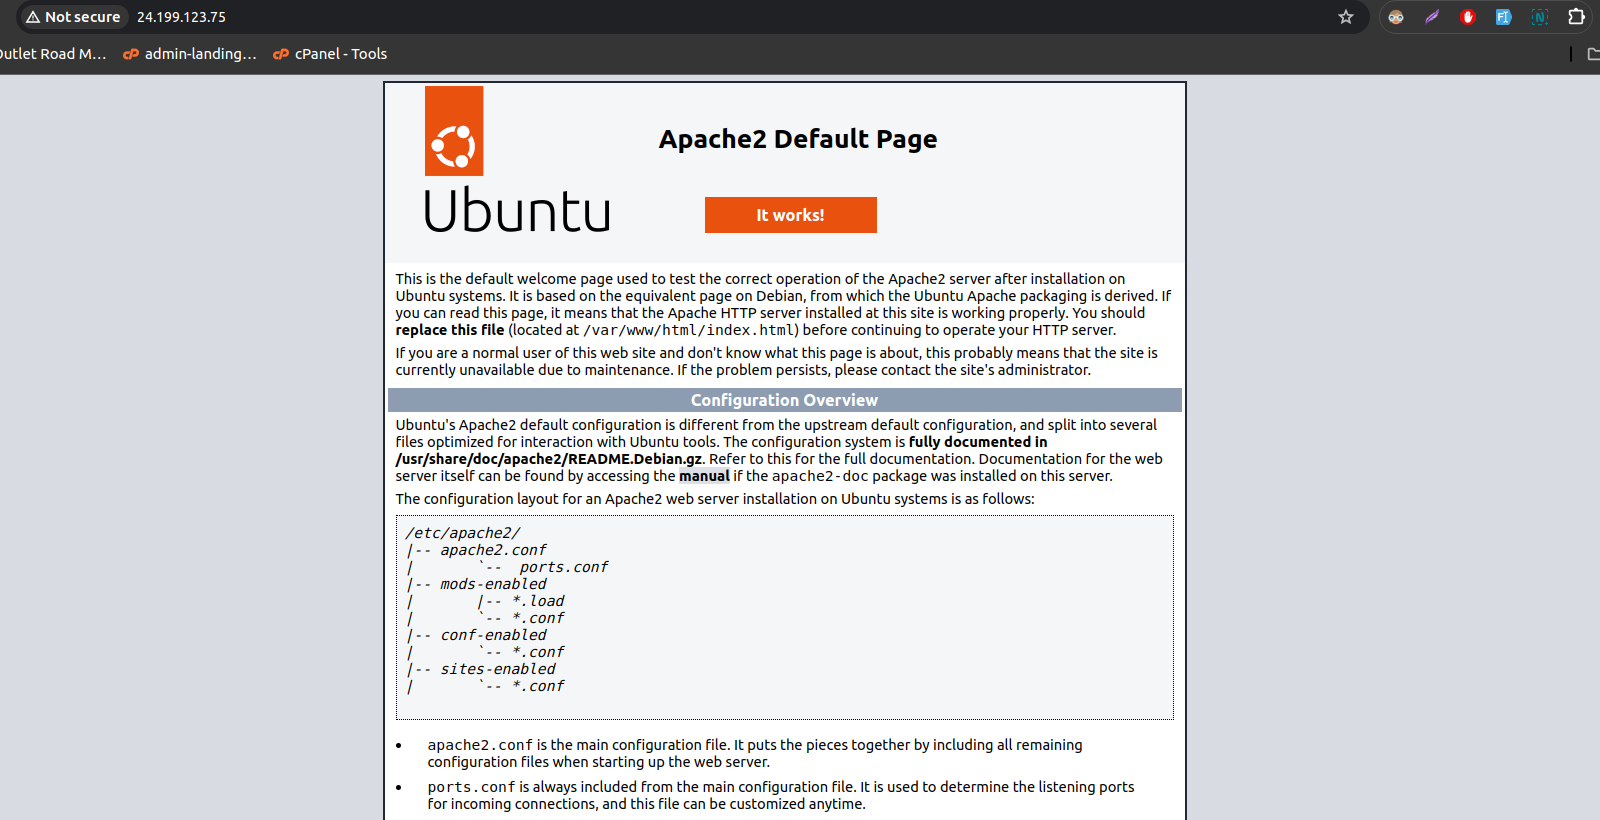 Not secure 24.199.123.75
Outlet Road M... admin-landing... cPanel - Tools
Apache2 Default Page
Ubuntu
It works!
This is the default welcome page used to test the correct operation of the Apache2 server after installation on
Ubuntu systems. It is based on the equivalent page on Debian, from which the Ubuntu Apache packaging is derived. If
you can read this page, it means that the Apache HTTP server installed at this site is working properly. You should
replace this file (located at /var/www/html/index.html) before continuing to operate your HTTP server.
If you are a normal user of this web site and don't know what this page is about, this probably means that the site is
currently unavailable due to maintenance. If the problem persists, please contact the site's administrator.
Configuration Overview
Ubuntu's Apache2 default configuration is different from the upstream default configuration, and split into several
files optimized for interaction with Ubuntu tools. The configuration system is fully documented in
/usr/share/doc/apache2/README.Debian.gz. Refer to this for the full documentation. Documentation for the web
server itself can be found by accessing the manual if the apache2-doc package was installed on this server.
The configuration layout for an Apache2 web server installation on Ubuntu systems is as follows:
/etc/apache2/
|-- apache2.conf
|       `--  ports.conf
|-- mods-enabled
|       |-- *.load
|       `-- *.conf
|-- conf-enabled
|       `-- *.conf
|-- sites-enabled
|       `-- *.conf
• apache2.conf is the main configuration file. It puts the pieces together by including all remaining
configuration files when starting up the web server.
• ports.conf is always included from the main configuration file. It is used to determine the listening ports
for incoming connections, and this file can be customized anytime.